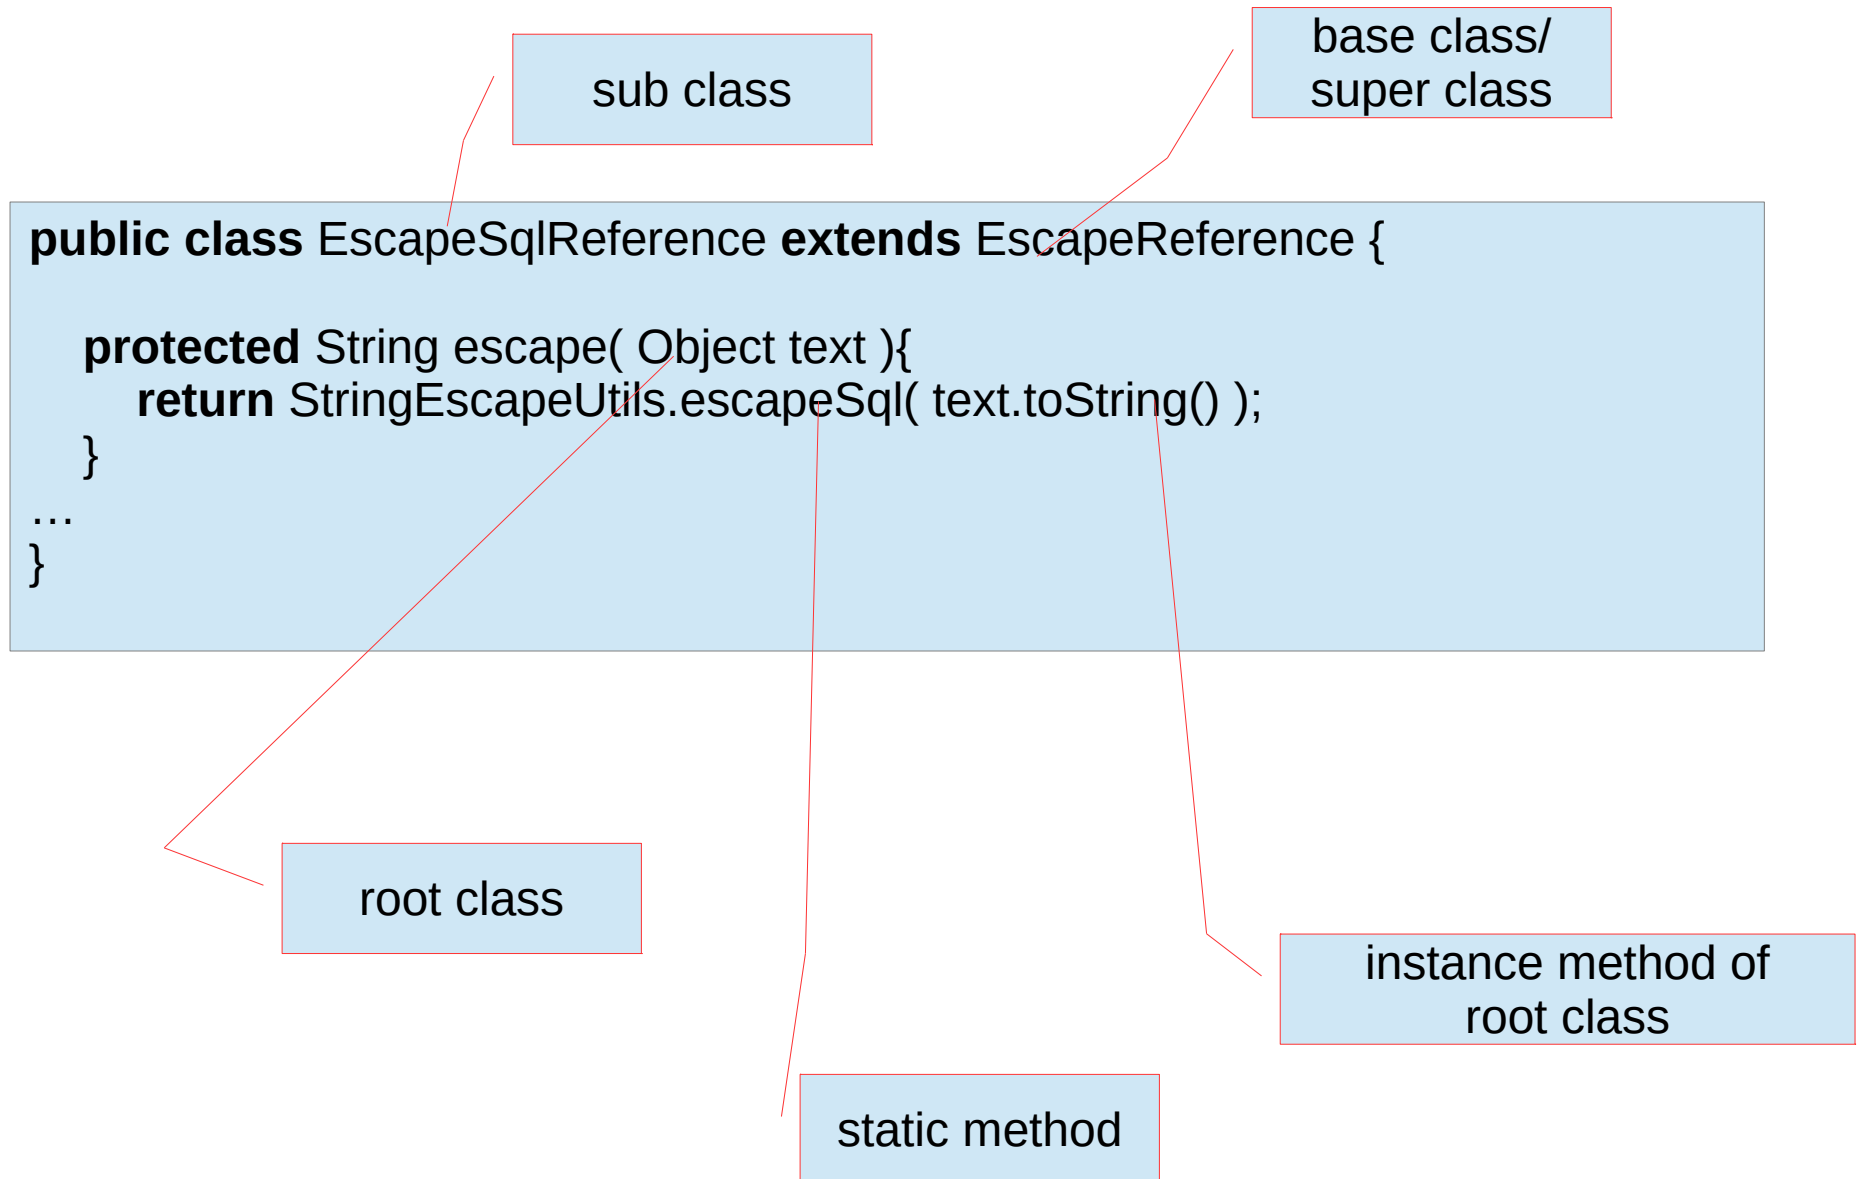 sub class
base class/
super class
public class EscapeSqlReference extends EscapeReference {
protected String escape( Object text ){
return StringEscapeUtils.escapeSql( text.toString() );
}
…
}
root class
instance method of
root class
static method